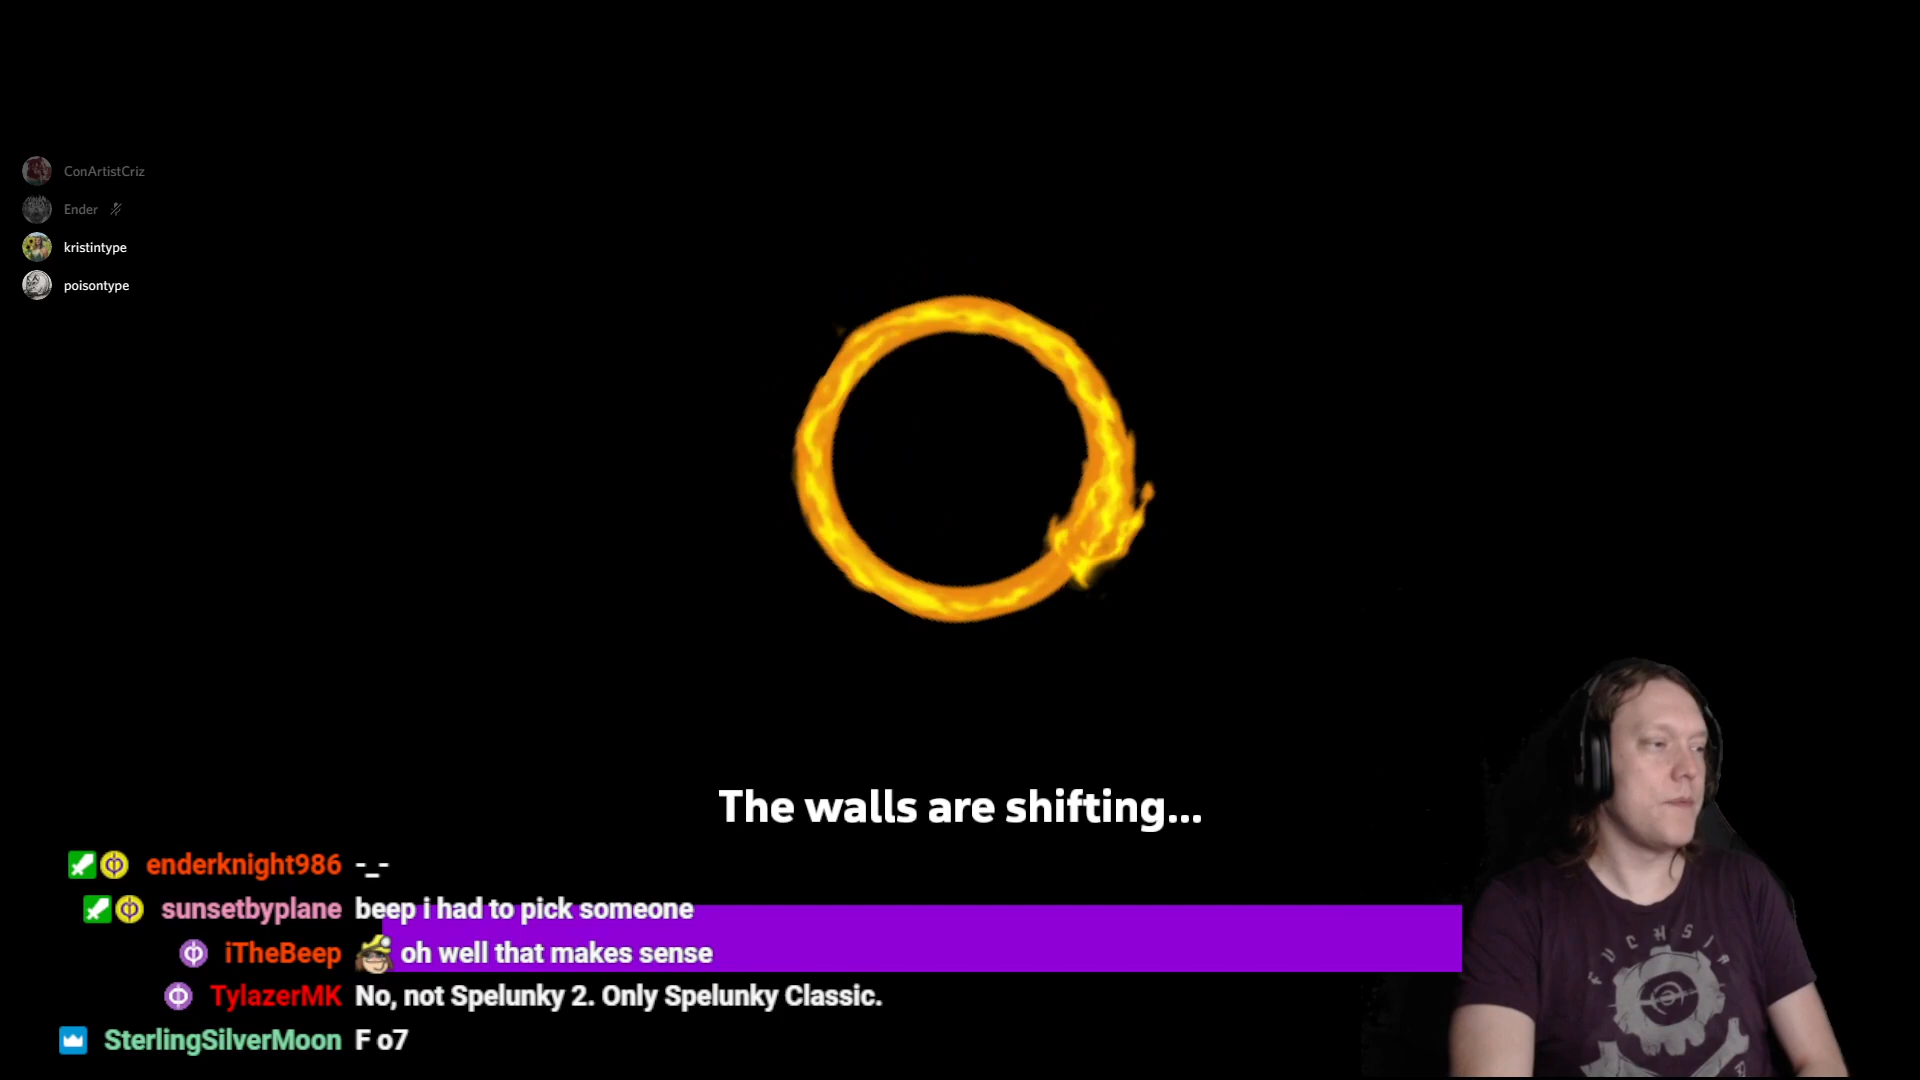 ConArtistCriz
Ender
kristintype
poisontype
The walls are shifting...
enderknight986 -_-
sunsetbyplane beep i had to pick someone
iTheBeep oh well that makes sense
TylazerMK No, not Spelunky 2. Only Spelunky Classic.
SterlingSilverMoon F o7
FUCHSIA